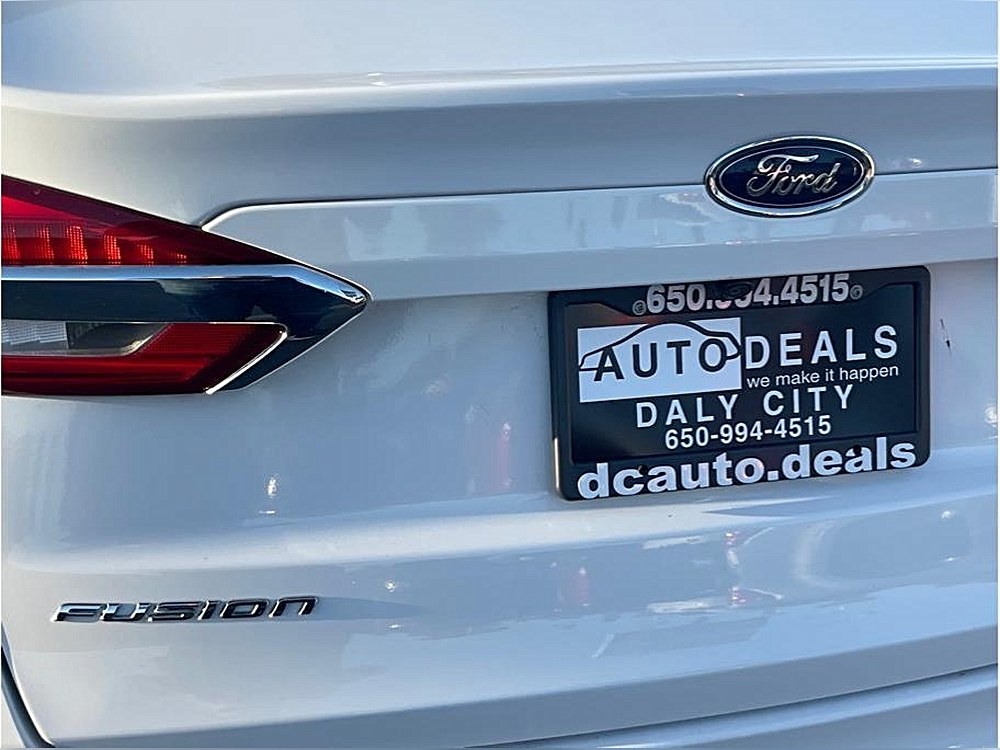 Ford
650.994.4515
AUTO DEALS
we make it happen
DALY CITY
650-994-4515
dcauto.deals
FUSION